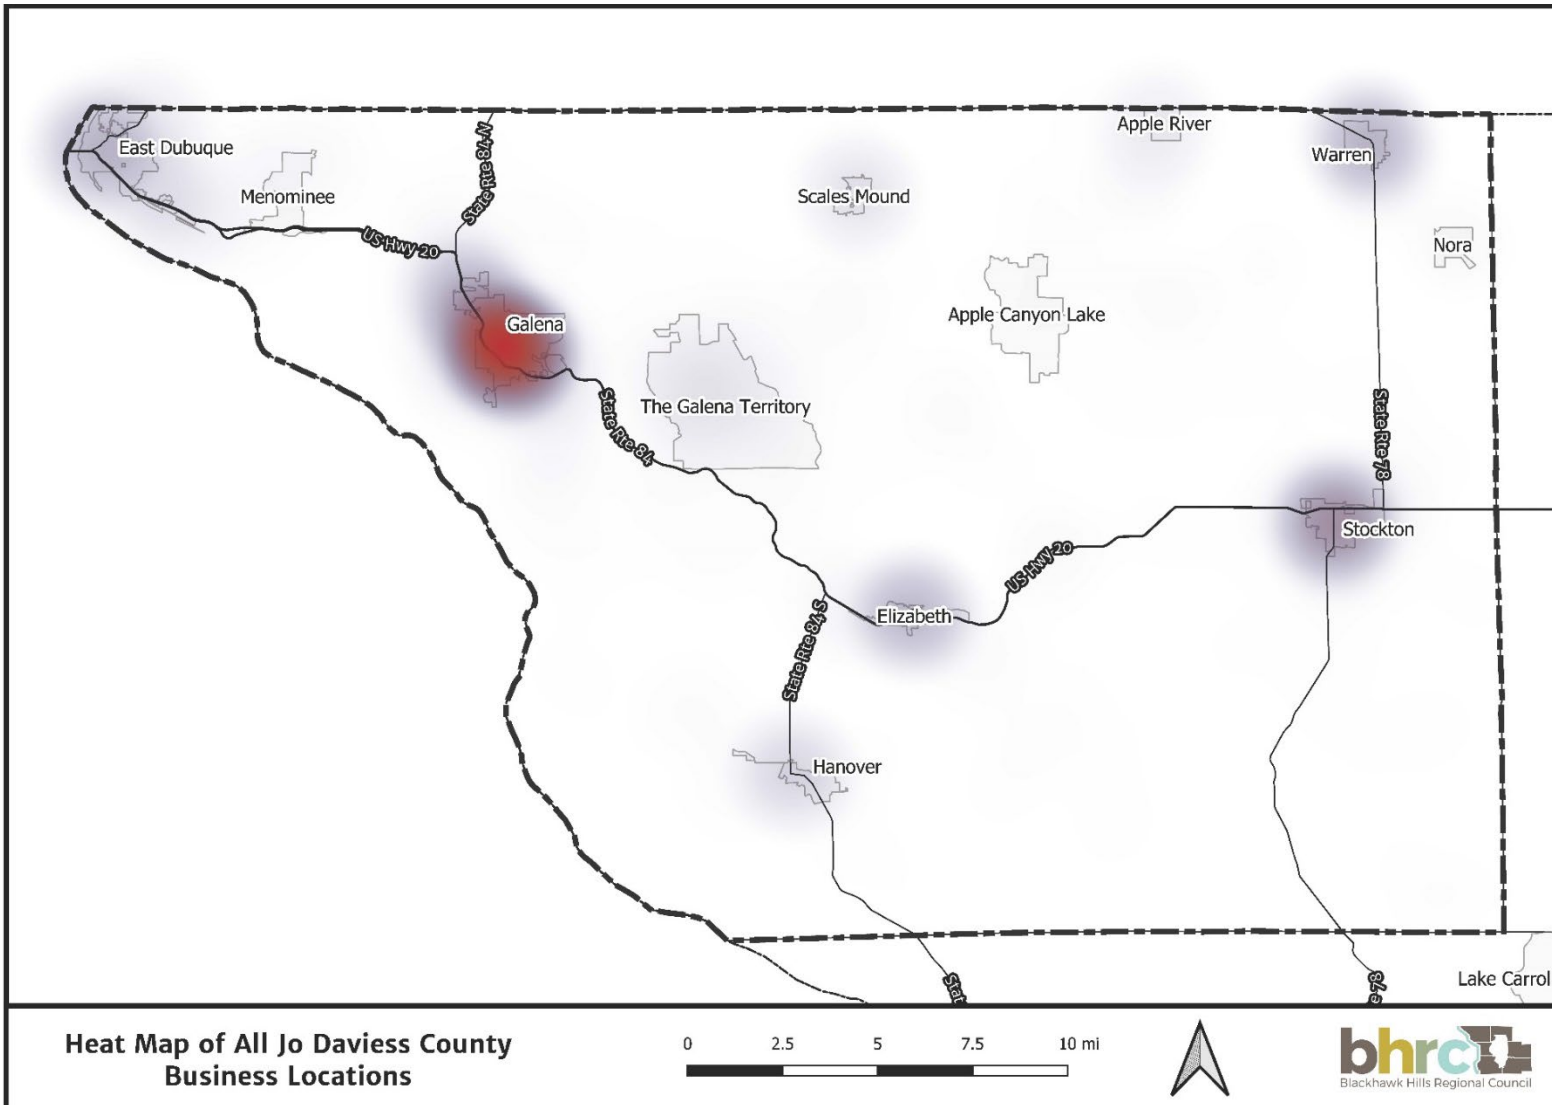 Apple River
East Dubuque
Warren
State Rte 84 N
Menominee
Scales Mound
US Hwy 20
Nora
Galena
Apple Canyon Lake
The Galena Territory
State Rte 84
State Rte 78
Stockton
US Hwy 20
Elizabeth
State Rte 84 S
Hanover
Lake Carrol
Stat
e 78
Heat Map of All Jo Daviess County
Business Locations
0 2.5 5 7.5 10 mi
bhrc
Blackhawk Hills Regional Council